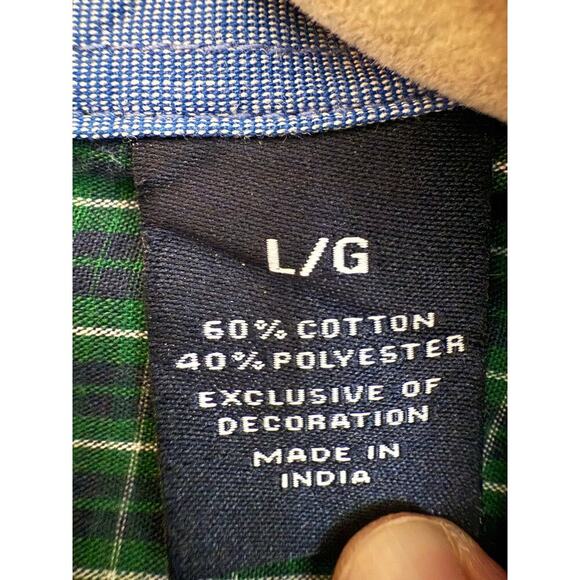 L/G
60% COTTON
40% POLYESTER
EXCLUSIVE OF
DECORATION
MADE IN
INDIA